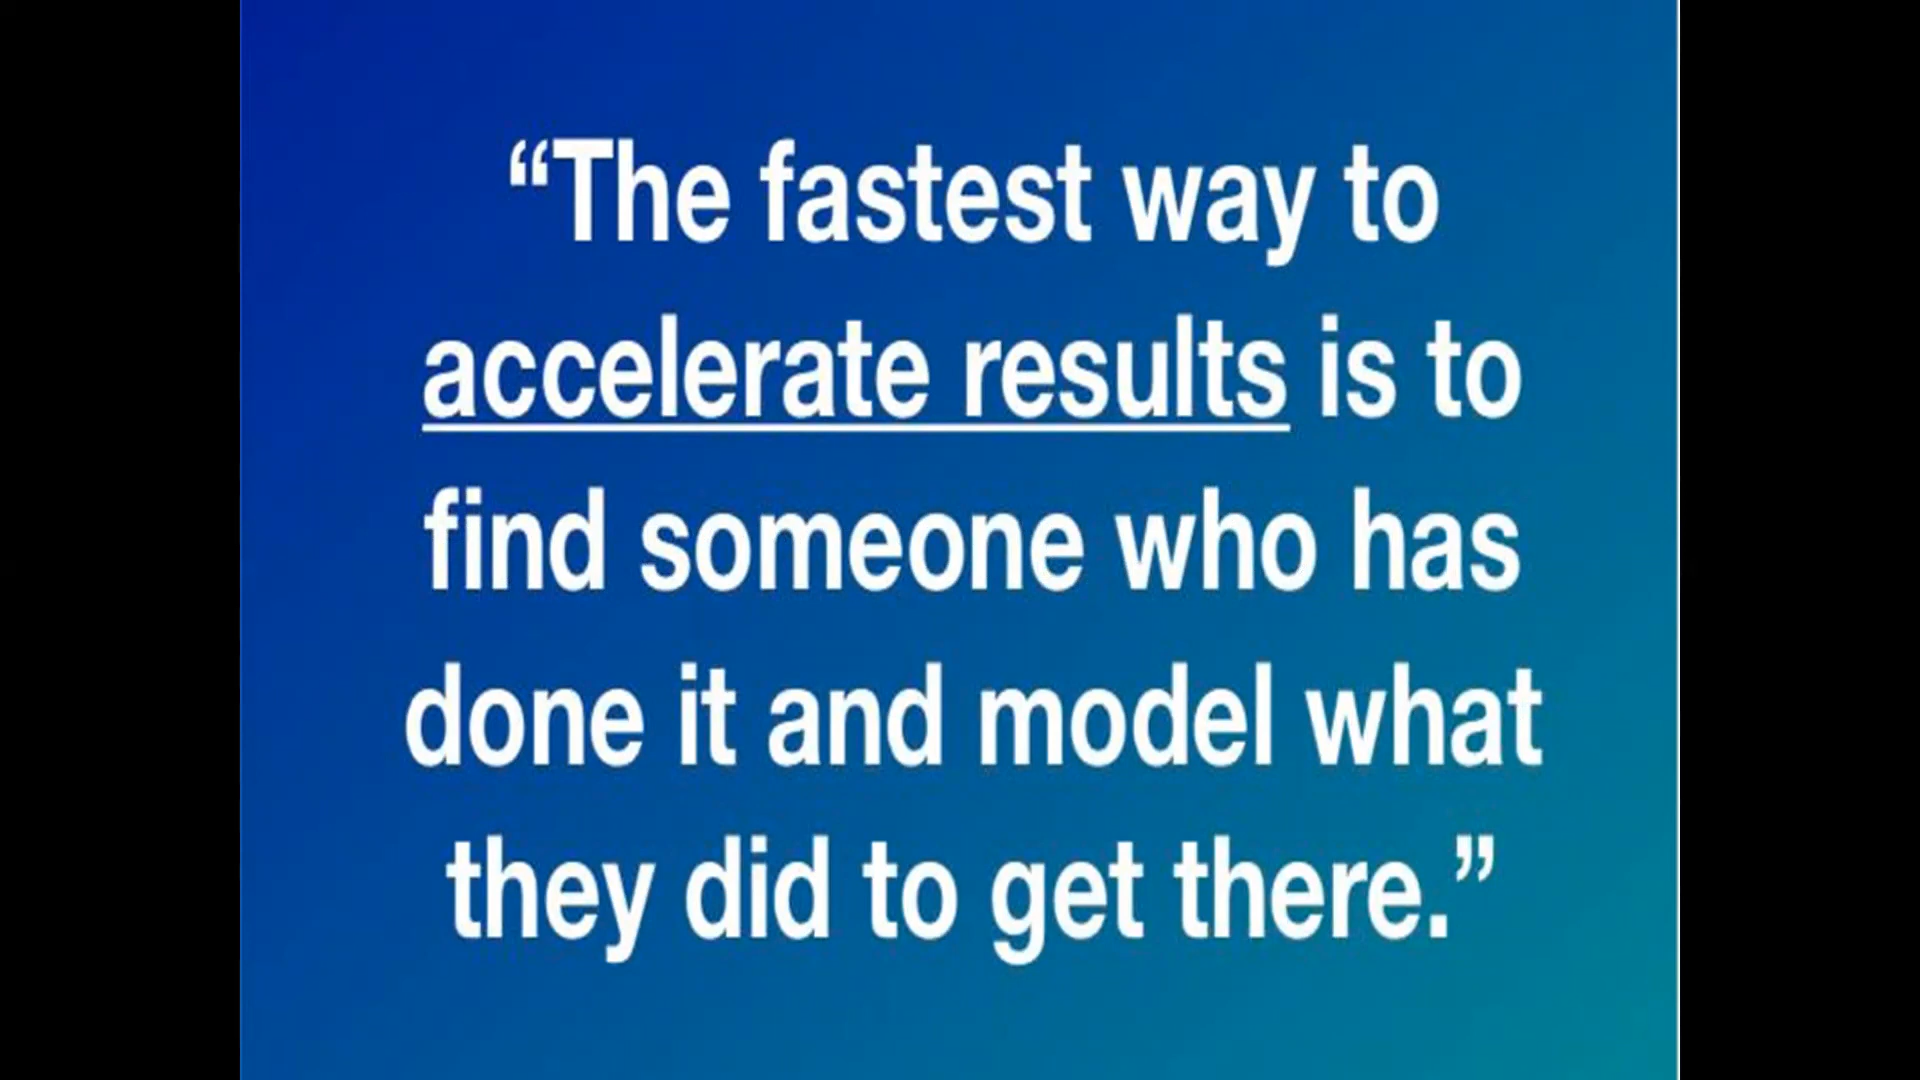 “The fastest way to
accelerate results is to
find someone who has
done it and model what
they did to get there.”